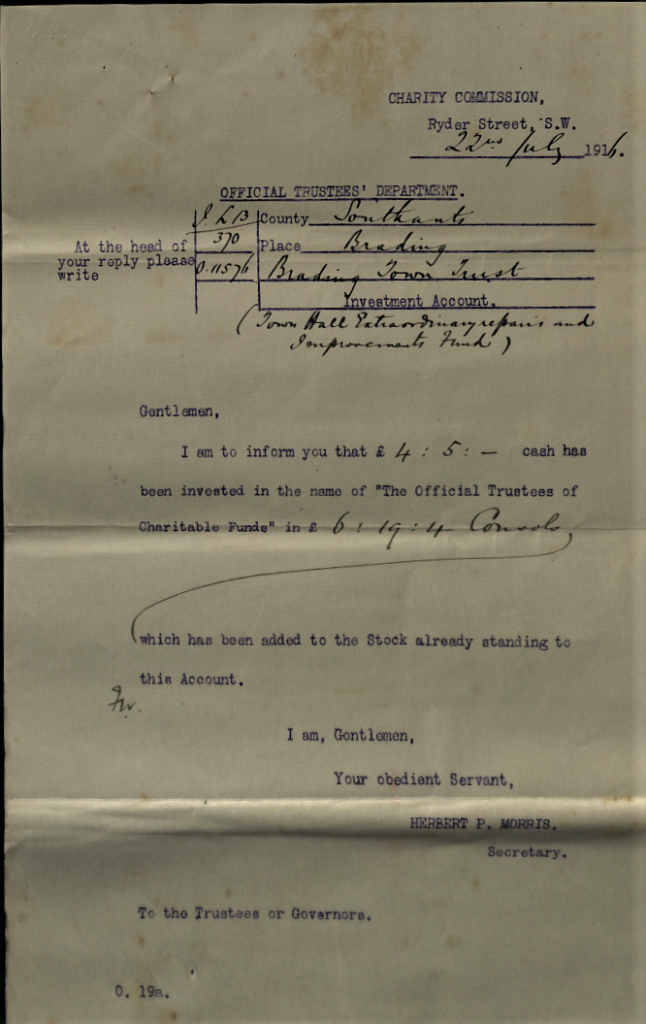 CHARITY COMMISSION,
Ryder Street, S.W.
22nd July 1916.
OFFICIAL TRUSTEES' DEPARTMENT.
At the head of
your reply please
write
J.L.B
370
O.11576
County Southants
Place Brading
Brading Town Trust
Investment Account.
(Town Hall Extraordinary repairs and
Improvements Fund)
Gentlemen,
I am to inform you that £ 4 : 5 : — cash has
been invested in the name of "The Official Trustees of
Charitable Funds" in £ 6 : 19 : 4 Consols
which has been added to the Stock already standing to
this Account.
I am, Gentlemen,
Your obedient Servant,
HERBERT P. MORRIS.
Secretary.
To the Trustees or Governors.
O. 19a.